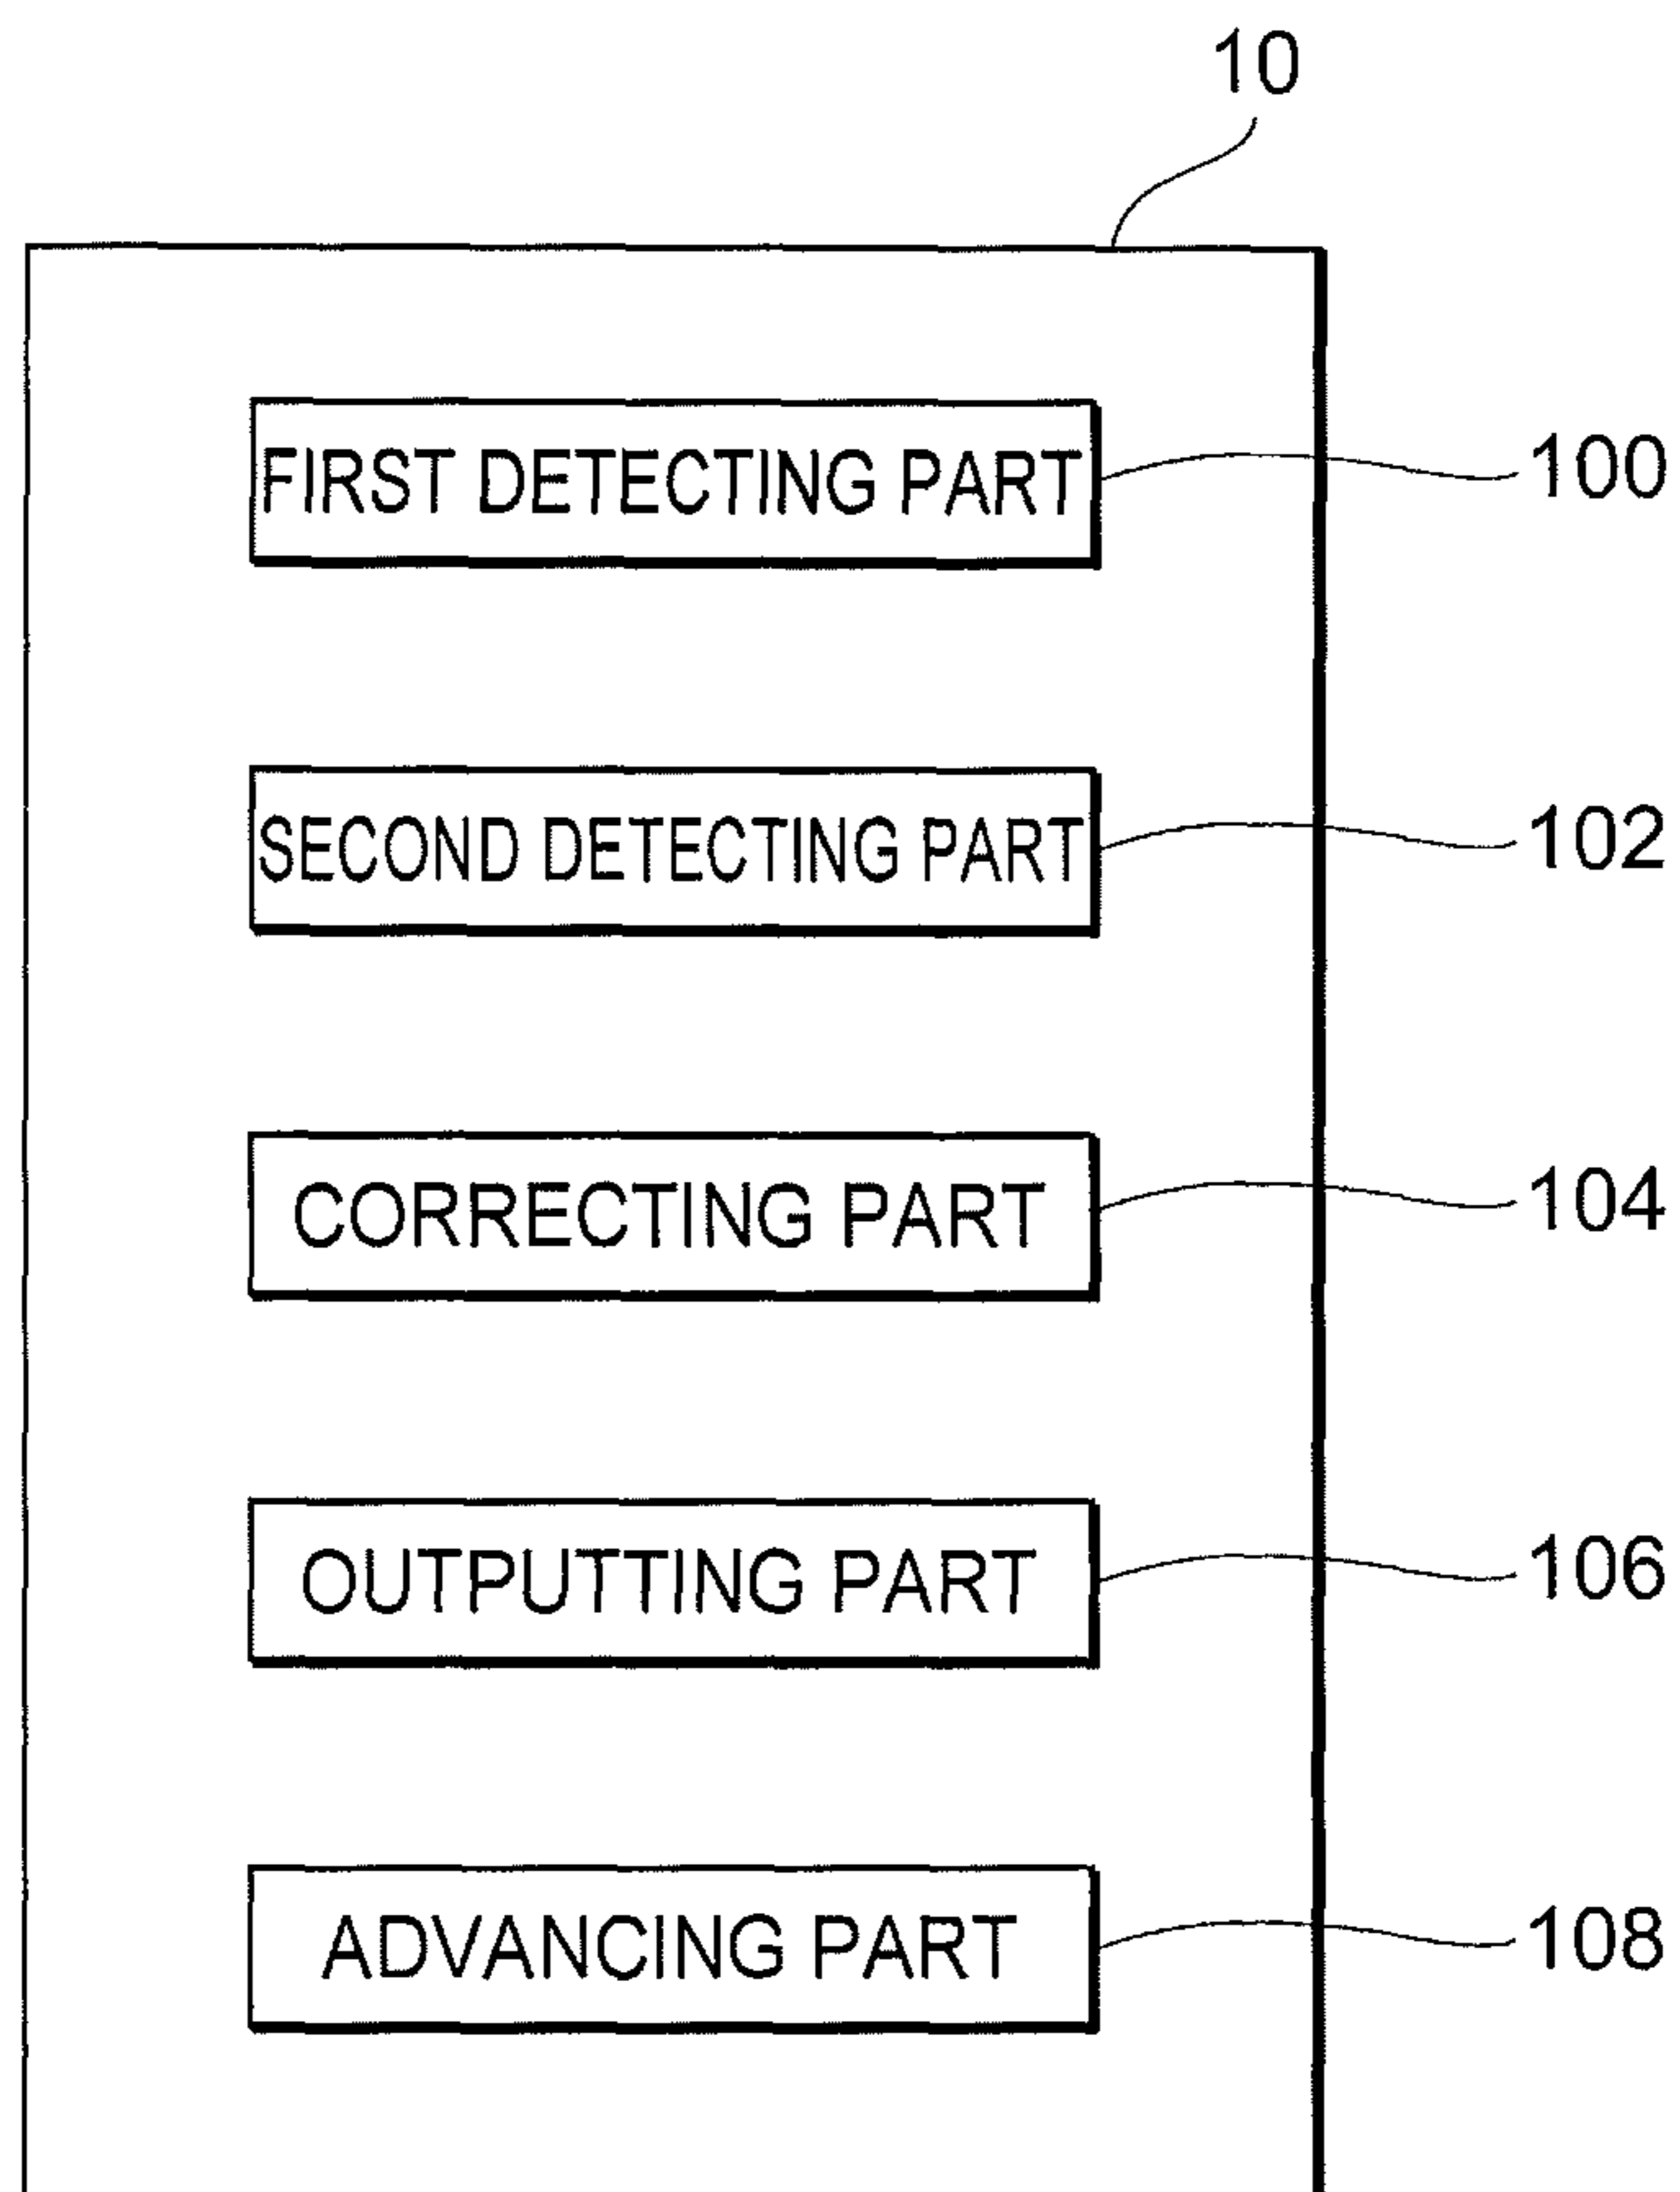 10
FIRST DETECTING PART 100
SECOND DETECTING PART 102
CORRECTING PART 104
OUTPUTTING PART 106
ADVANCING PART 108